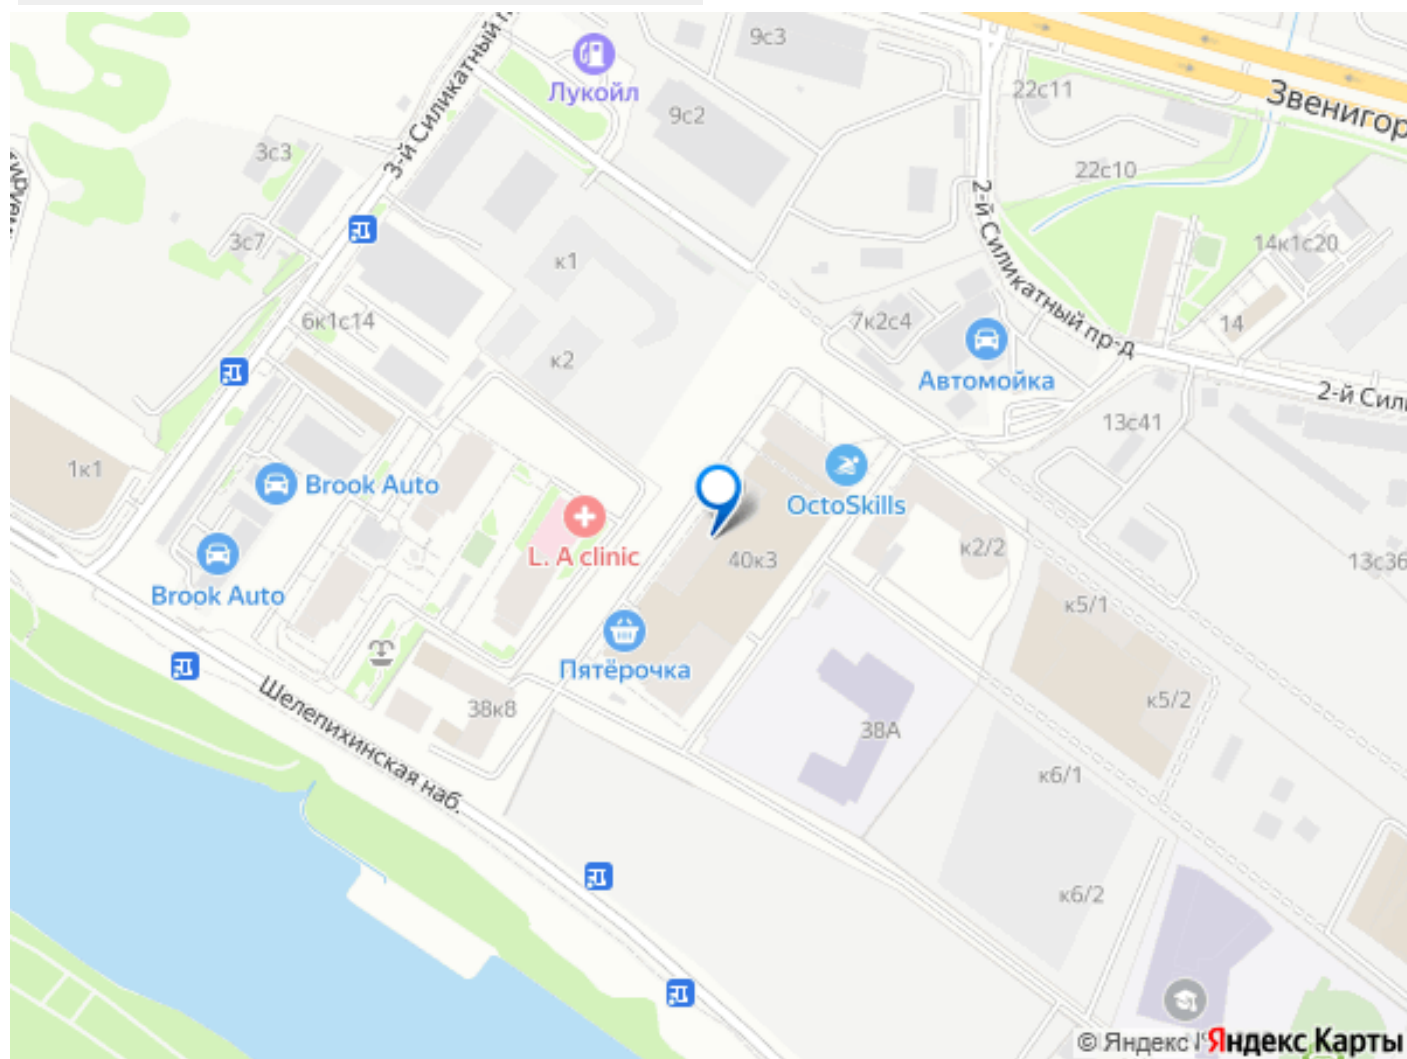 9с3
3-й Силикатный п
Лукойл
22с11
Звенигор
9с2
3с3
22с10
2-й Силикатный пр-д
3с7
14к1с20
к1
6к1с14
7к2с4
14
к2
Автомойка
2-й Сили
13с41
1к1
Brook Auto
OctoSkills
L. A clinic
40к3
к2/2
13с36
Brook Auto
к5/1
Пятёрочка
Шелепихинская наб.
38к8
к5/2
38А
к6/1
к6/2
© Яндекс
Яндекс Карты